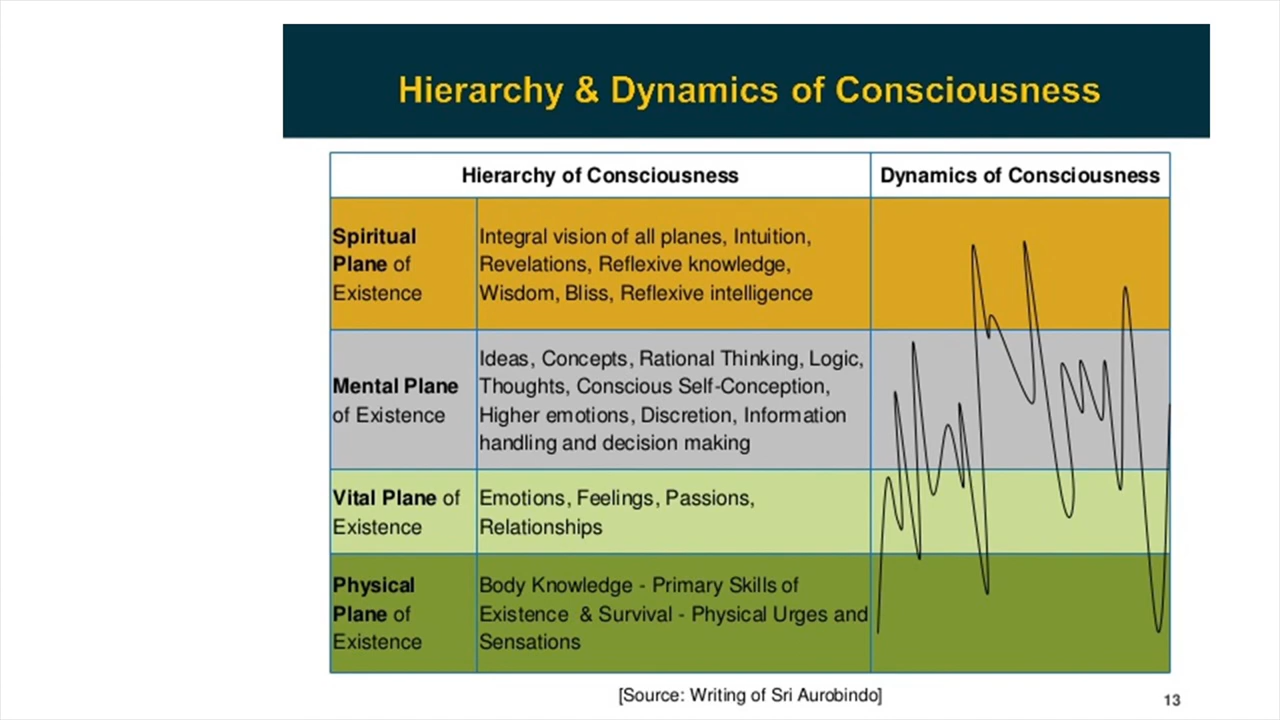 Hierarchy & Dynamics of Consciousness
Hierarchy of Consciousness
Dynamics of Consciousness
Spiritual
Plane of
Existence
Integral vision of all planes, Intuition,
Revelations, Reflexive knowledge,
Wisdom, Bliss, Reflexive intelligence
Mental Plane
of Existence
Ideas, Concepts, Rational Thinking, Logic,
Thoughts, Conscious Self-Conception,
Higher emotions, Discretion, Information
handling and decision making
Vital Plane of
Existence
Emotions, Feelings, Passions,
Relationships
Physical
Plane of
Existence
Body Knowledge - Primary Skills of
Existence & Survival - Physical Urges and
Sensations
[Source: Writing of Sri Aurobindo]
13